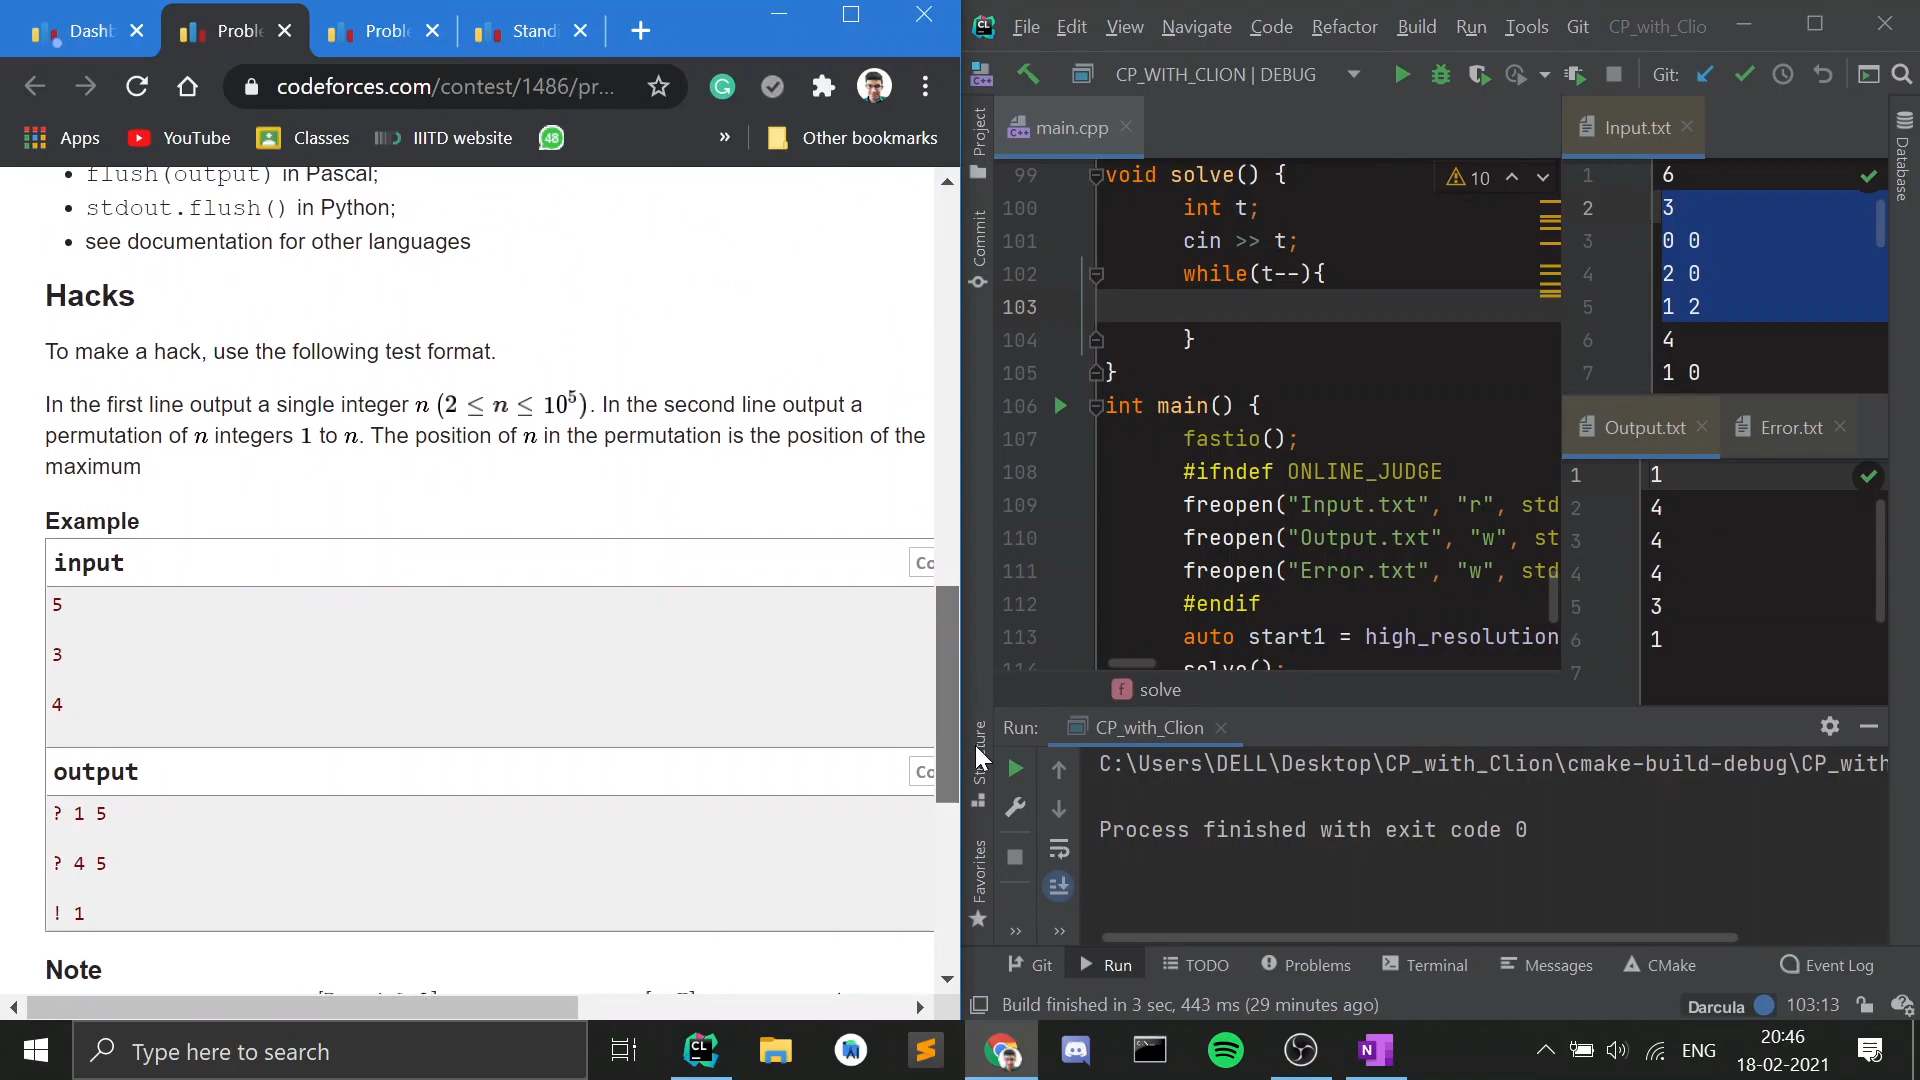 Dash
Probl
Probl
Stand
codeforces.com/contest/1486/pr...
Apps
YouTube
Classes
IIITD website
48
»
Other bookmarks
flush(output) in Pascal;
stdout.flush() in Python;
see documentation for other languages
Hacks
To make a hack, use the following test format.
In the first line output a single integer n (2 ≤ n ≤ 10⁵). In the second line output a
permutation of n integers 1 to n. The position of n in the permutation is the position of the
maximum
Example
input
Co
5
3
4
output
Co
? 1 5
? 4 5
! 1
Note
CL
File Edit View Navigate Code Refactor Build Run Tools Git CP_with_Clio
CP_WITH_CLION | DEBUG
Git:
main.cpp
Input.txt
Project
Commit
Structure
Favorites
Database
99 void solve() {
10
100 int t;
101 cin >> t;
102 while(t--){
103
104 }
105 }
106 int main() {
107 fastio();
108 #ifndef ONLINE_JUDGE
109 freopen("Input.txt", "r", std
110 freopen("Output.txt", "w", st
111 freopen("Error.txt", "w", std
112 #endif
113 auto start1 = high_resolution
114 solve();
f solve
1 6
2 3
3 0 0
4 2 0
5 1 2
6 4
7 1 0
Output.txt
Error.txt
1 1
2 4
3 4
4 4
5 3
6 1
7
Run: CP_with_Clion
C:\Users\DELL\Desktop\CP_with_Clion\cmake-build-debug\CP_with
Process finished with exit code 0
Git Run TODO Problems Terminal Messages CMake Event Log
Build finished in 3 sec, 443 ms (29 minutes ago)
Darcula 103:13
Type here to search
ENG
20:46
18-02-2021